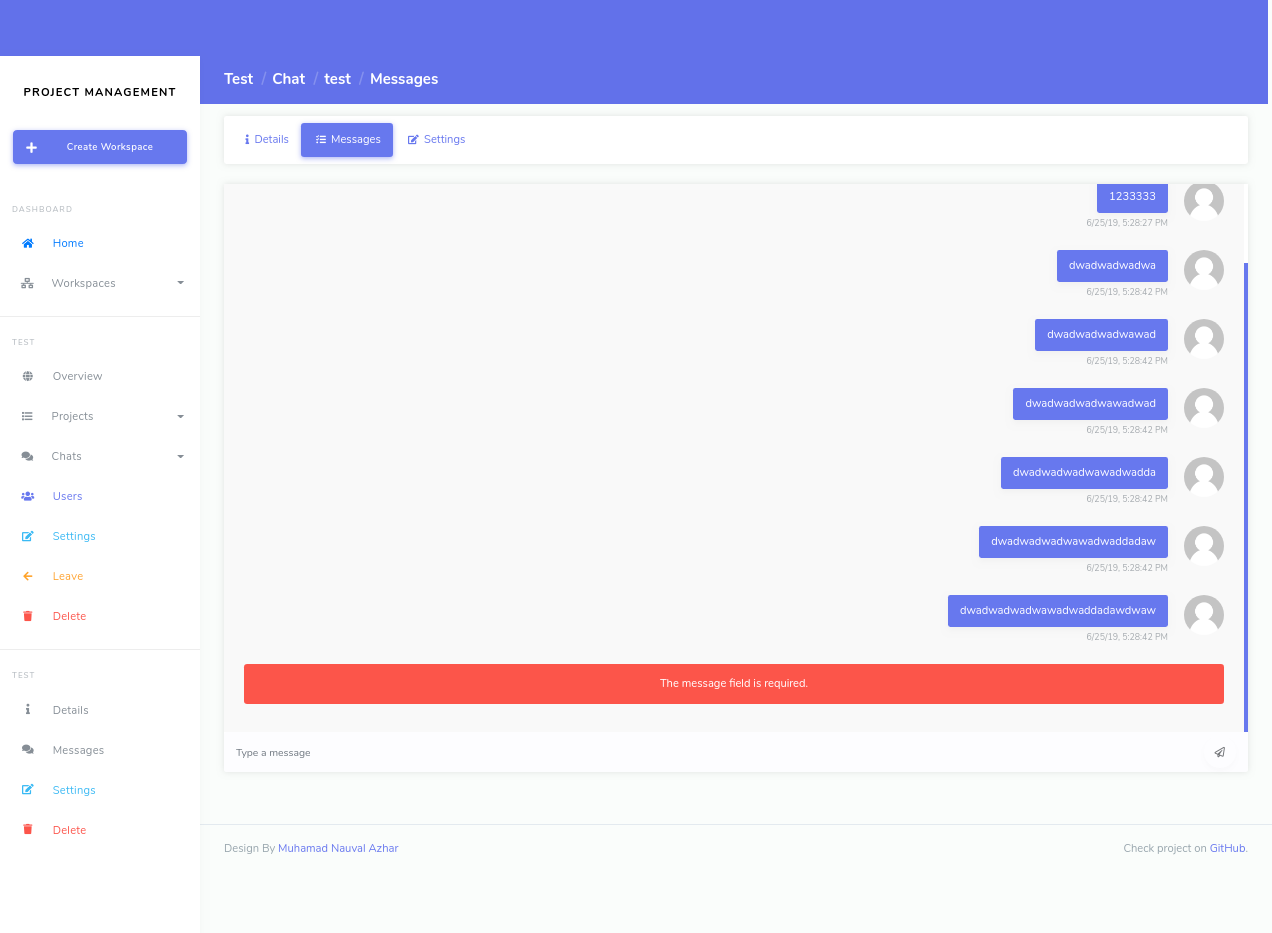 PROJECT MANAGEMENT
Create Workspace
DASHBOARD
Home
Workspaces
TEST
Overview
Projects
Chats
Users
Settings
Leave
Delete
TEST
Details
Messages
Settings
Delete
Test / Chat / test / Messages
Details Messages Settings
1233333
6/25/19, 5:28:27 PM
dwadwadwadwa
6/25/19, 5:28:42 PM
dwadwadwadwawad
6/25/19, 5:28:42 PM
dwadwadwadwawadwad
6/25/19, 5:28:42 PM
dwadwadwadwawadwadda
6/25/19, 5:28:42 PM
dwadwadwadwawadwaddadaw
6/25/19, 5:28:42 PM
dwadwadwadwawadwaddadawdwaw
6/25/19, 5:28:42 PM
The message field is required.
Type a message
Design By Muhamad Nauval Azhar
Check project on GitHub.